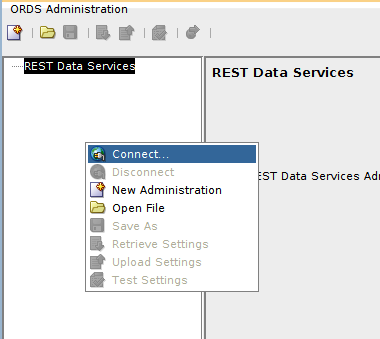 ORDS Administration
REST Data Services
REST Data Services
Connect...
EST Data Services Adr
Disconnect
New Administration
Open File
Save As
Retrieve Settings
Upload Settings
Test Settings